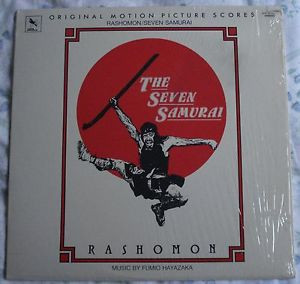 ORIGINAL MOTION PICTURE SCORES
RASHOMON/SEVEN SAMURAI
THE
SEVEN
SAMURAI
RASHOMON
MUSIC BY FUMIO HAYAZAKA